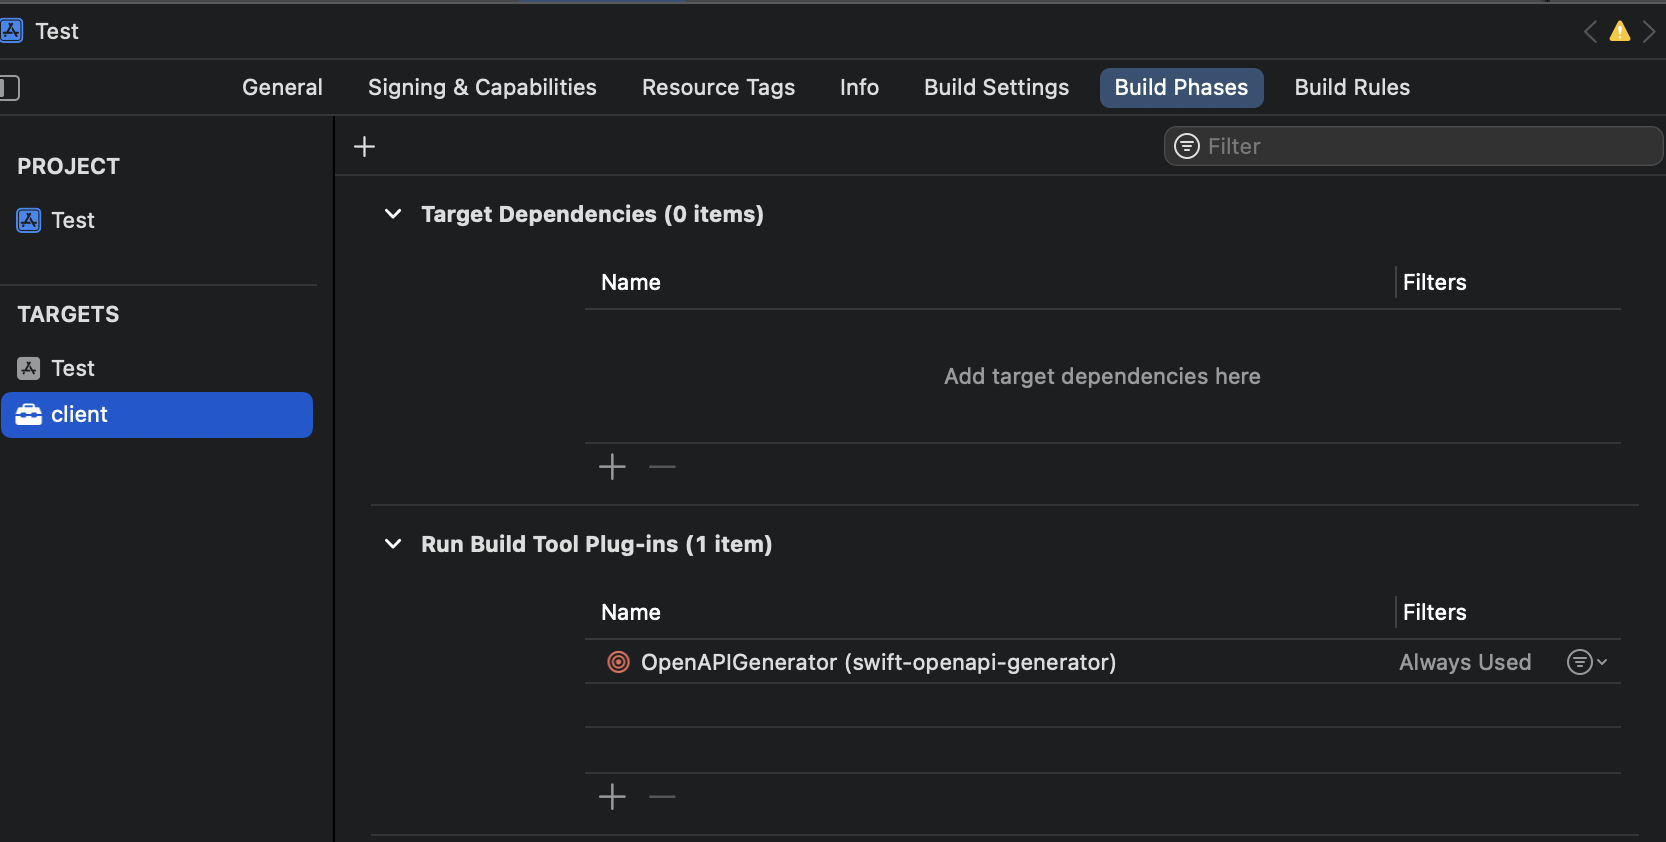 Test
General Signing & Capabilities Resource Tags Info Build Settings Build Phases Build Rules
Filter
PROJECT
Test
TARGETS
Test
client
Target Dependencies (0 items)
Name Filters
Add target dependencies here
Run Build Tool Plug-ins (1 item)
Name Filters
OpenAPIGenerator (swift-openapi-generator) Always Used